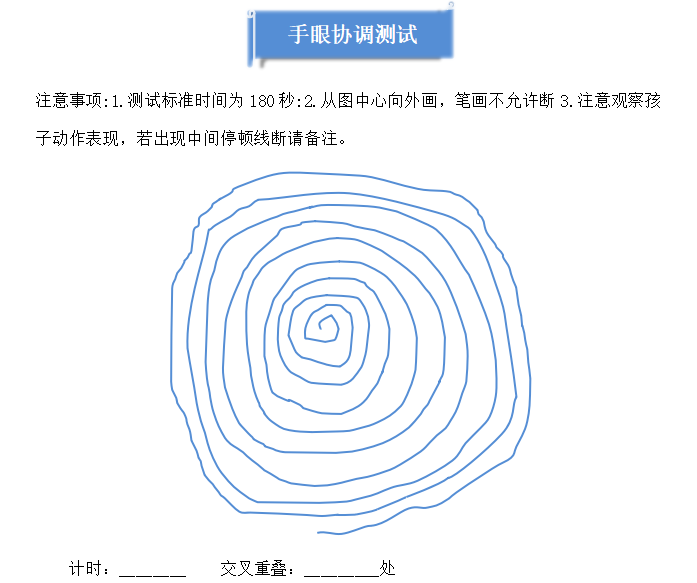 手眼协调测试
注意事项:1.测试标准时间为180秒:2.从图中心向外画，笔画不允许断3.注意观察孩
子动作表现，若出现中间停顿线断请备注。
计时：________ 交叉重叠：_________处